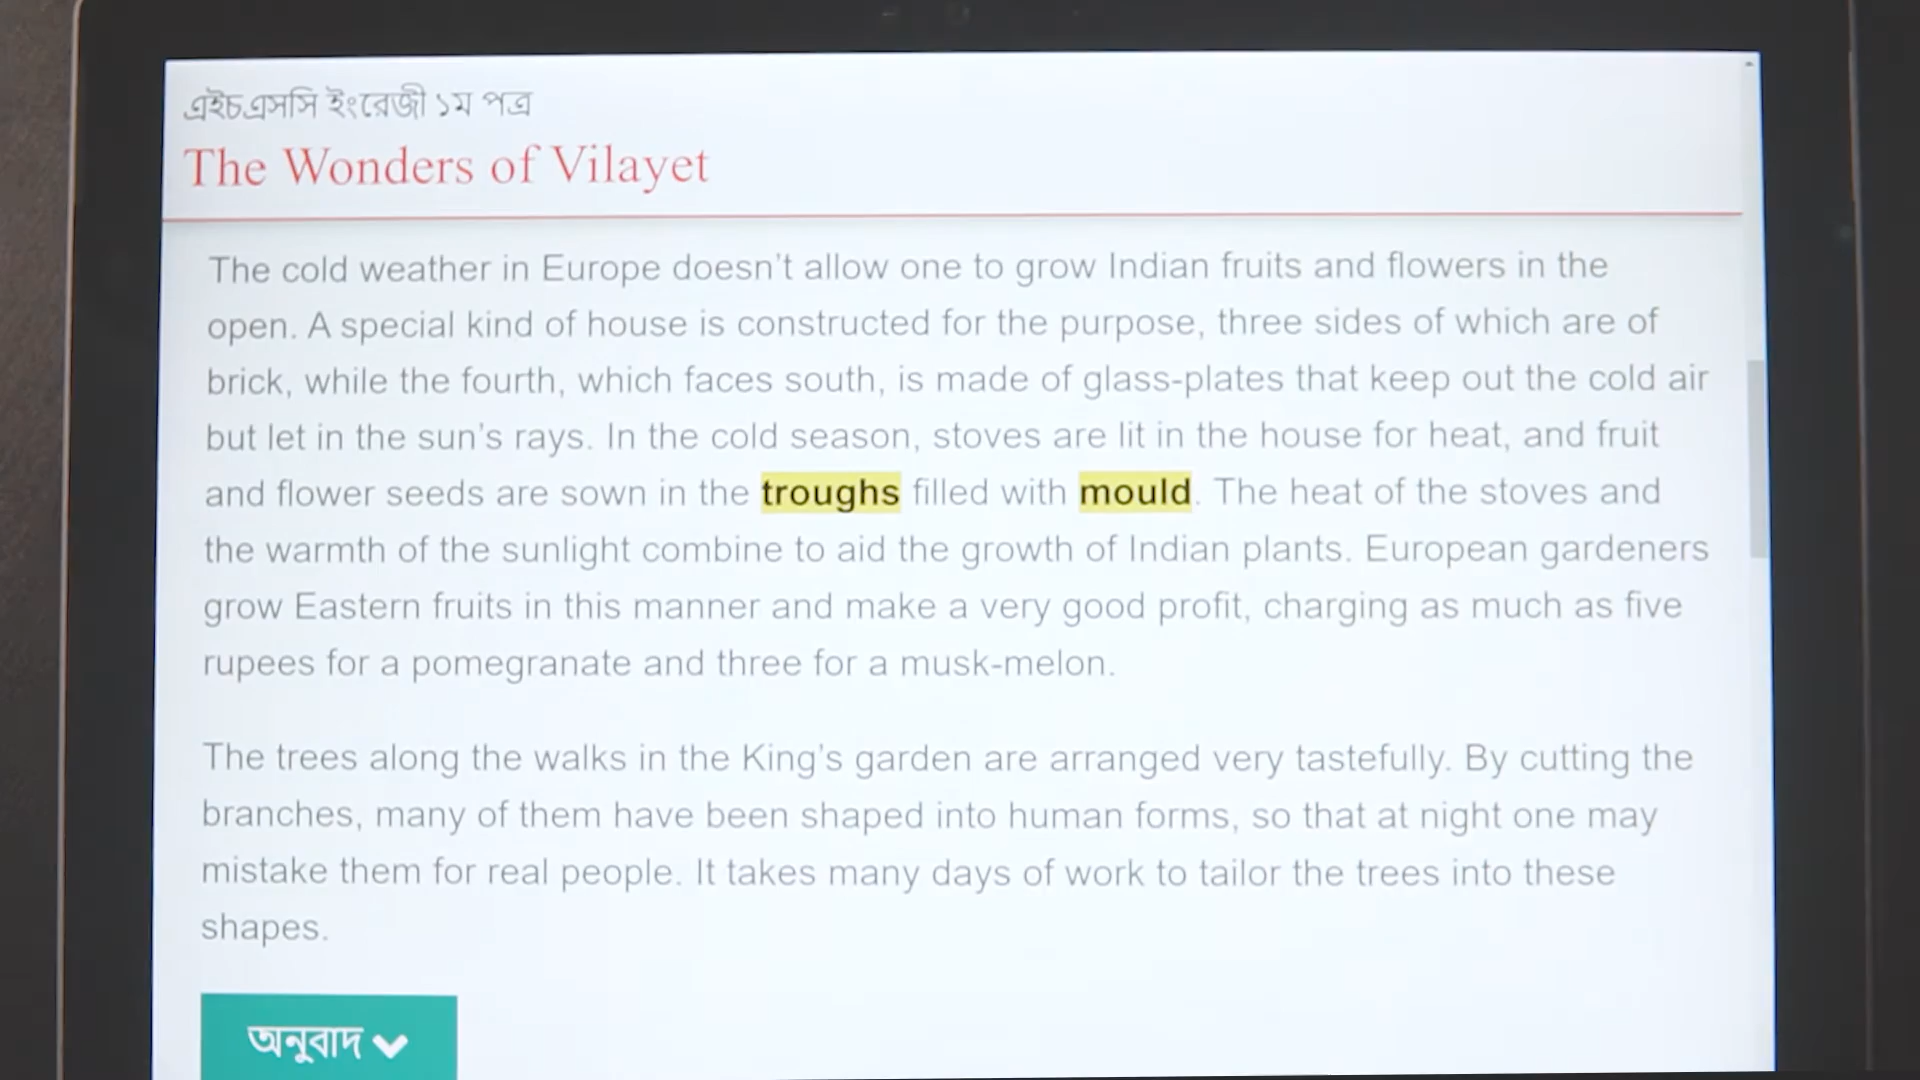 এইচএসসি ইংরেজী ১ম পত্র
The Wonders of Vilayet
The cold weather in Europe doesn't allow one to grow Indian fruits and flowers in the
open. A special kind of house is constructed for the purpose, three sides of which are of
brick, while the fourth, which faces south, is made of glass-plates that keep out the cold air
but let in the sun's rays. In the cold season, stoves are lit in the house for heat, and fruit
and flower seeds are sown in the troughs filled with mould. The heat of the stoves and
the warmth of the sunlight combine to aid the growth of Indian plants. European gardeners
grow Eastern fruits in this manner and make a very good profit, charging as much as five
rupees for a pomegranate and three for a musk-melon.
The trees along the walks in the King's garden are arranged very tastefully. By cutting the
branches, many of them have been shaped into human forms, so that at night one may
mistake them for real people. It takes many days of work to tailor the trees into these
shapes.
অনুবাদ